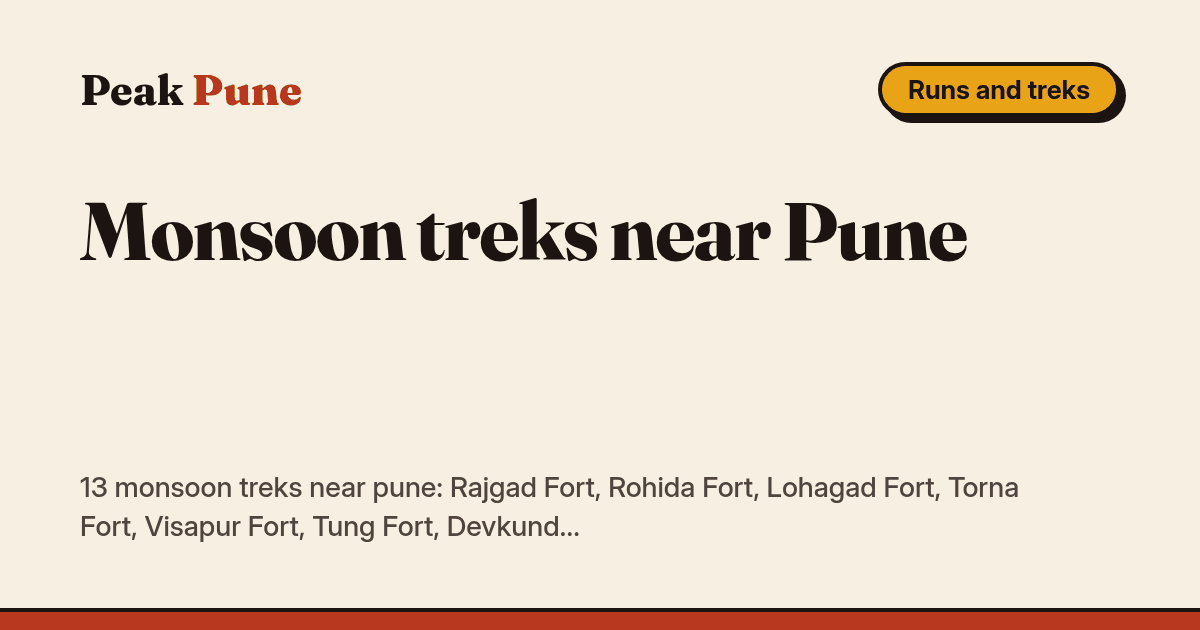 Peak Pune
Runs and treks
Monsoon treks near Pune
13 monsoon treks near pune: Rajgad Fort, Rohida Fort, Lohagad Fort, Torna
Fort, Visapur Fort, Tung Fort, Devkund...